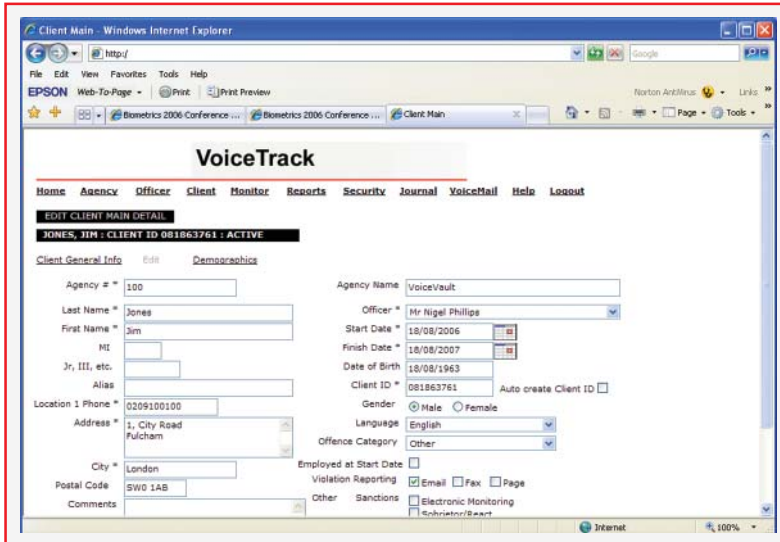 Client Main - Windows Internet Explorer
http:/ Google
File Edit View Favorites Tools Help
EPSON Web-To-Page Print Print Preview Norton AntiVirus Links »
Biometrics 2006 Conference ... Biometrics 2006 Conference ... Client Main Page Tools »
VoiceTrack
Home Agency Officer Client Monitor Reports Security Journal VoiceMail Help Logout
EDIT CLIENT MAIN DETAIL
JONES, JIM : CLIENT ID 081863761 : ACTIVE
Client General Info Edit Demographics
Agency # * 100 Agency Name VoiceVault
Last Name * Jones Officer * Mr Nigel Phillips
First Name * Jim Start Date * 18/08/2006
MI Finish Date * 18/08/2007
Jr, III, etc. Date of Birth 18/08/1963
Alias Client ID * 081863761 Auto create Client ID
Location 1 Phone * 0209100100 Gender Male Female
Address * 1, City Road Language English
Fulcham Offence Category Other
City * London Employed at Start Date
Postal Code SW0 1AB Violation Reporting Email Fax Page
Comments Other Sanctions Electronic Monitoring
Sobrietor/React
Internet 100%